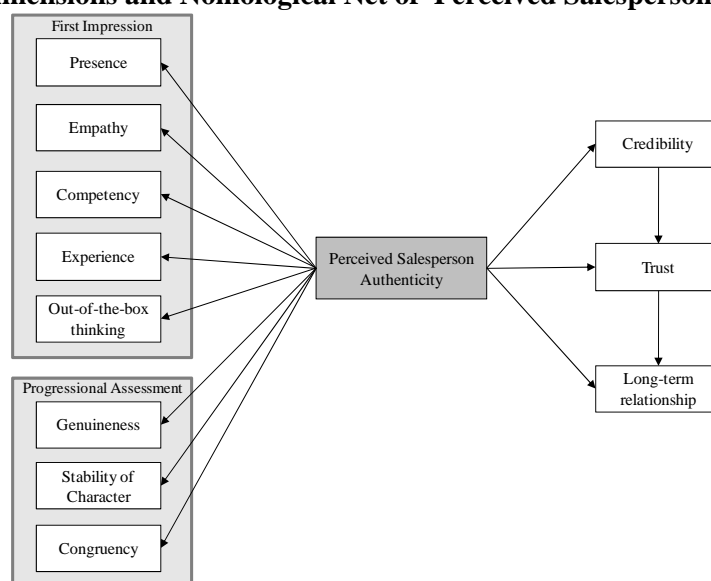 mensions and Nomological Net of Perceived Salesperson
First Impression
Presence
Empathy
Competency
Experience
Out-of-the-box
thinking
Progressional Assessment
Genuineness
Stability of
Character
Congruency
Perceived Salesperson
Authenticity
Credibility
Trust
Long-term
relationship